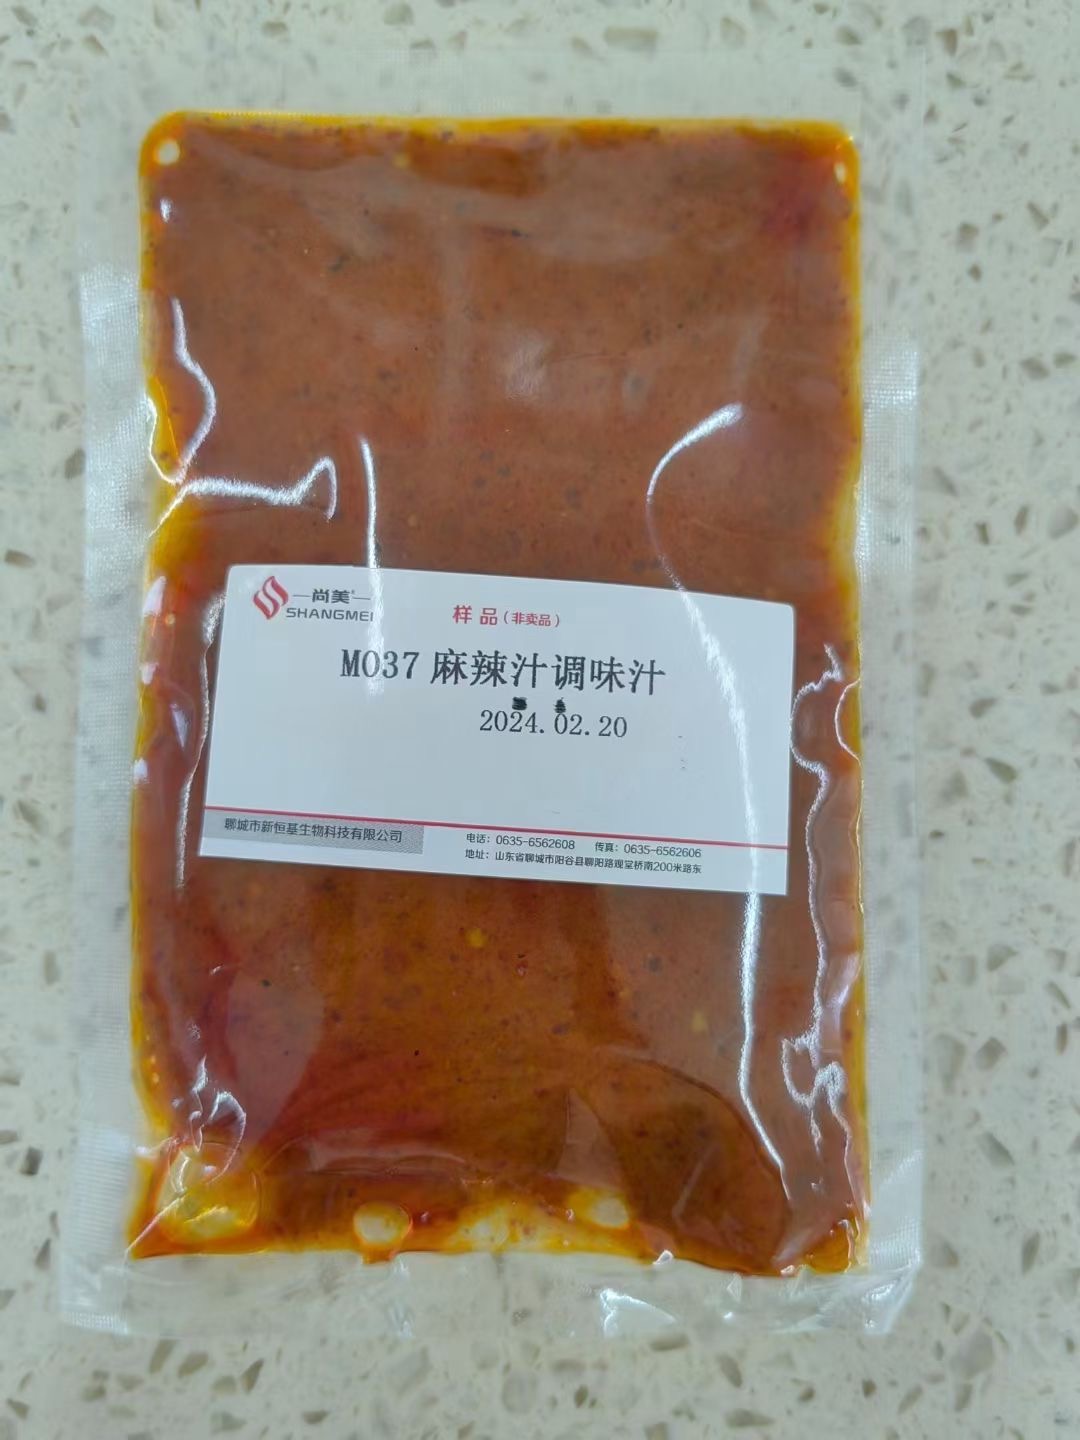 —尚美®—
SHANGMEI
样品（非卖品）
M037 麻辣汁调味汁
2024.02.20
聊城市新恒基生物科技有限公司
电话：0635-6562608 传真：0635-6562606
地址：山东省聊城市阳谷县聊阳路观堂桥南200米路东